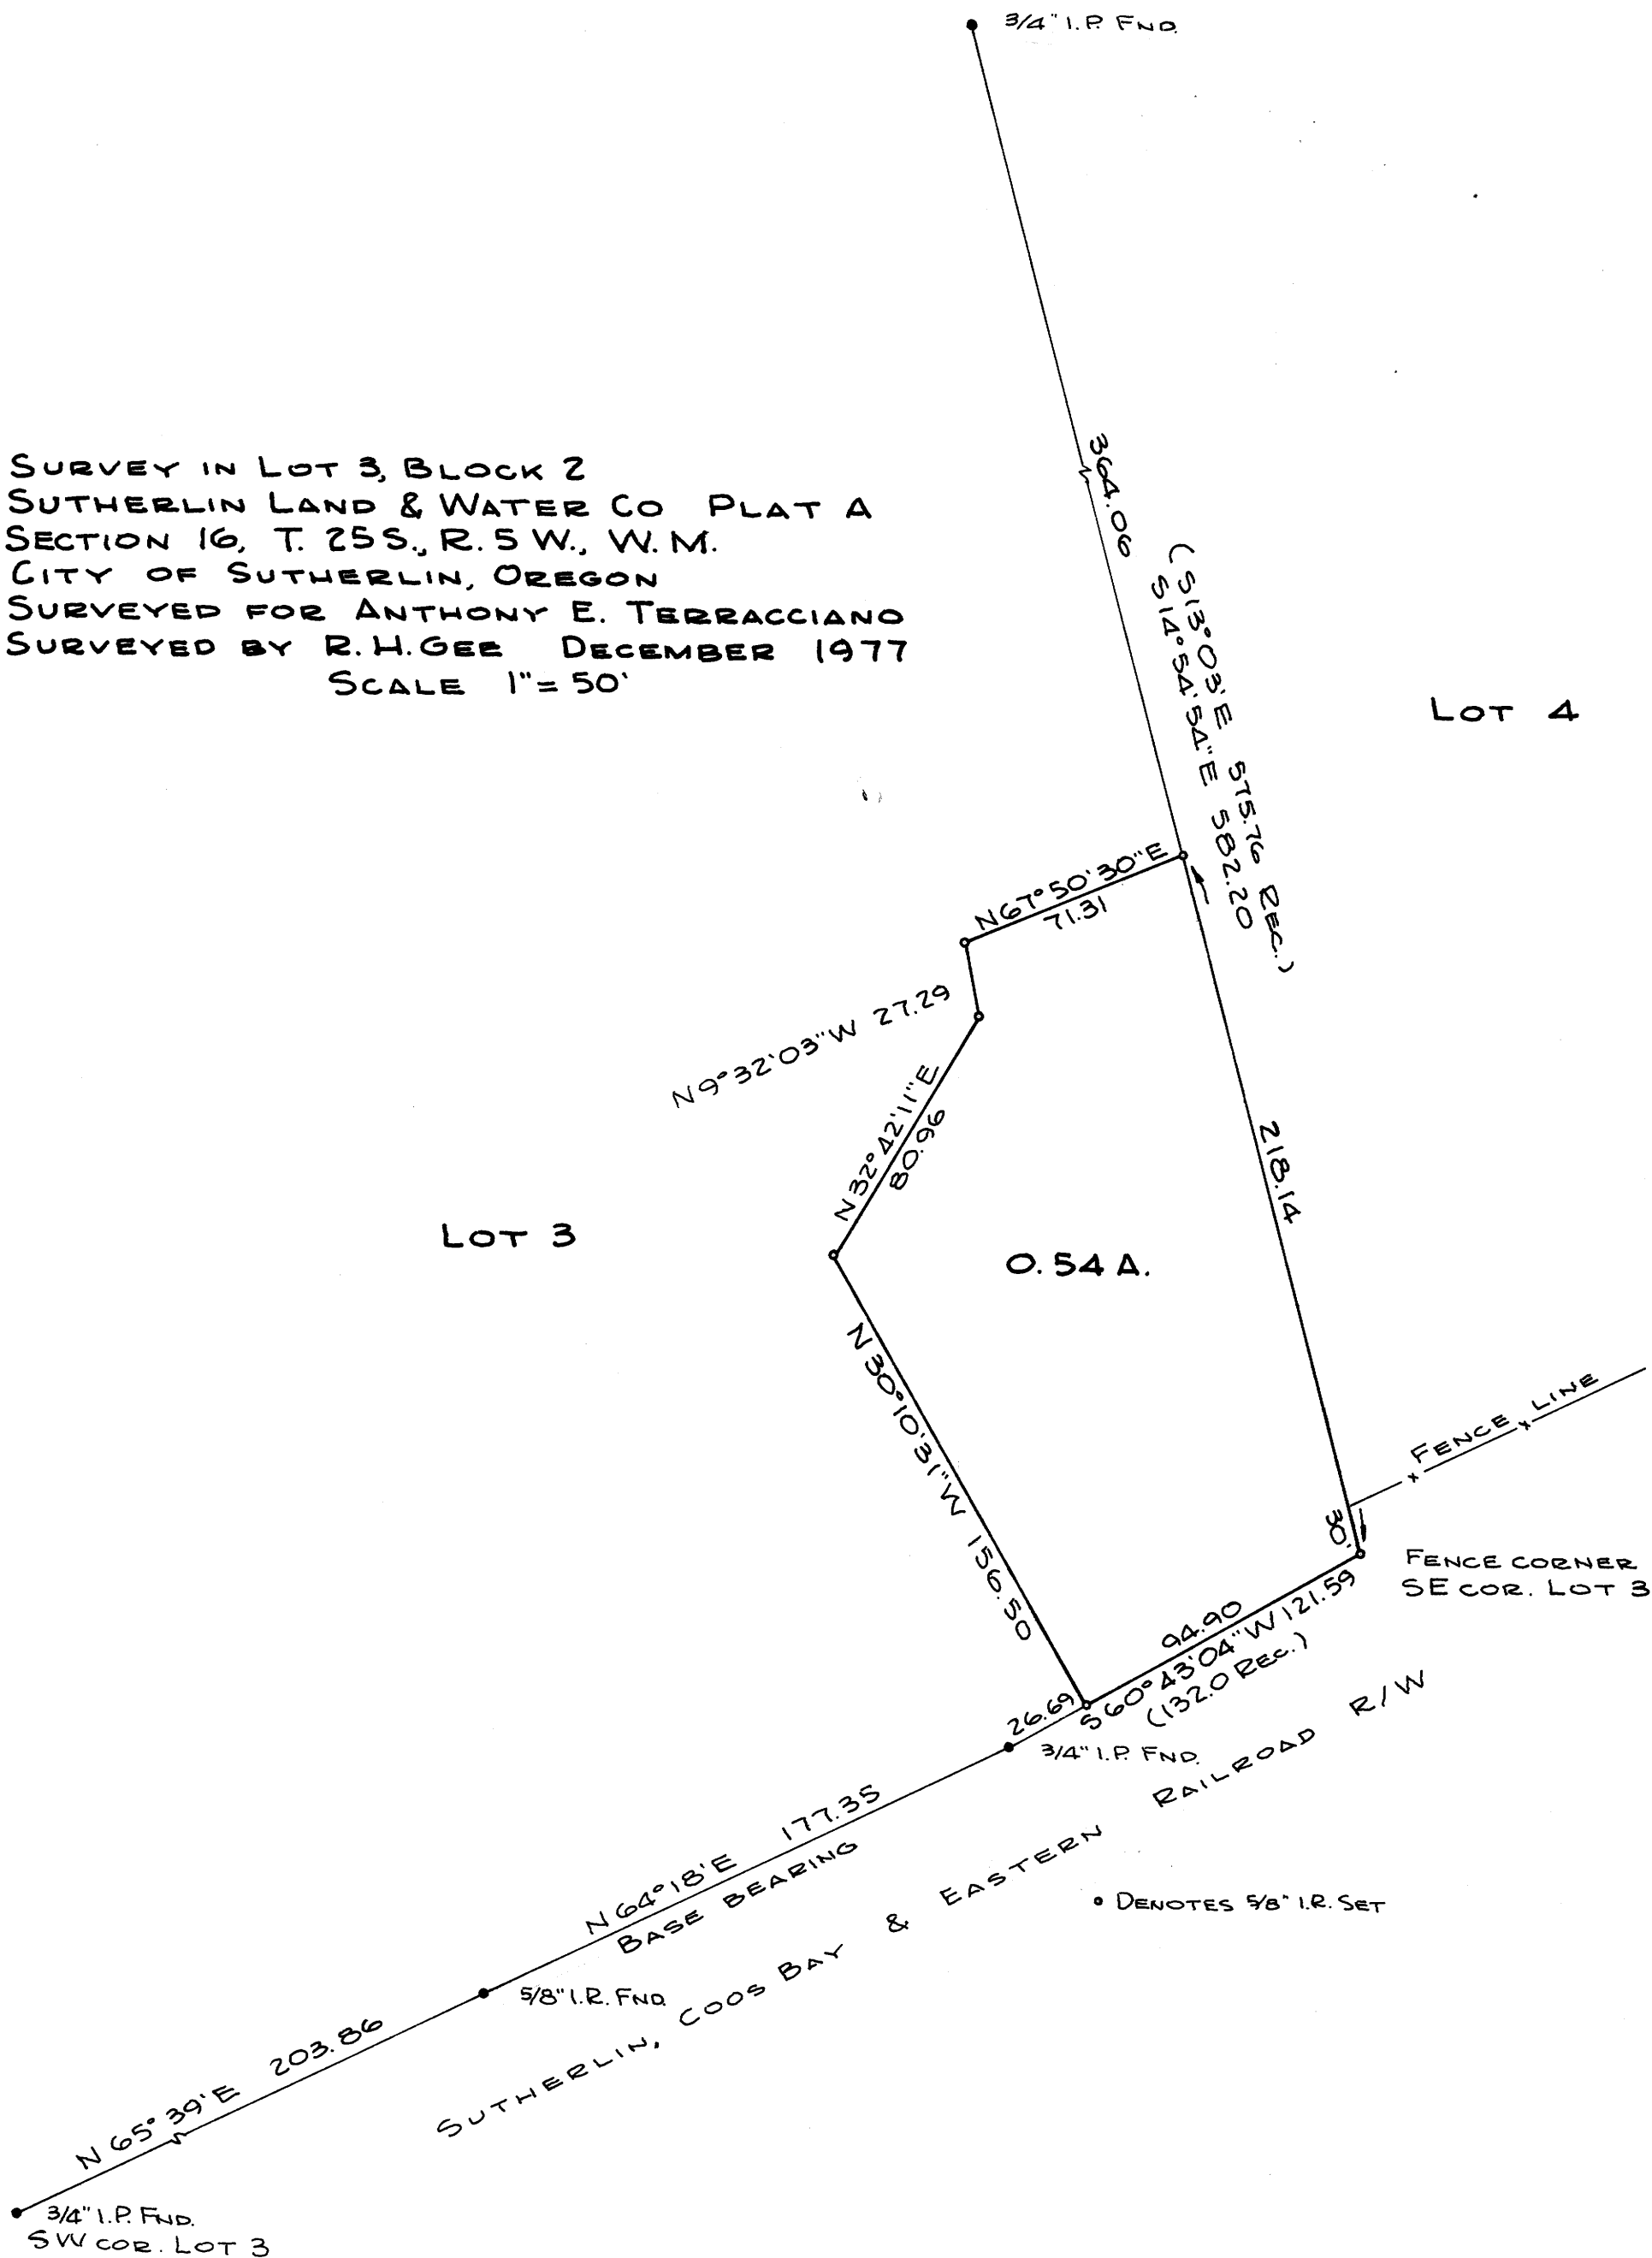 3/4" I.P. FND.
SURVEY IN LOT 3, BLOCK 2
SUTHERLIN LAND & WATER CO PLAT A
SECTION 16, T. 25 S., R. 5 W., W. M.
CITY OF SUTHERLIN, OREGON
SURVEYED FOR ANTHONY E. TERRACCIANO
SURVEYED BY R. H. GEE DECEMBER 1977
SCALE 1" = 50'
364.06
(S13°03'E 575.76 REC.)
S14°54'54"E 582.20
LOT 4
N67°50'30"E
71.31
N9°32'03"W 27.29
N32°42'11"E
80.96
218.14
LOT 3
0.54 A.
N30°10'31"W 156.50
FENCE LINE
30'
FENCE CORNER
SE COR. LOT 3
94.90
S60°43'04"W 121.59
(132.0 REC.)
26.69
3/4" I.P. FND.
N64°18'E 177.35
BASE BEARING
SUTHERLIN, COOS BAY & EASTERN RAILROAD R/W
DENOTES 5/8" I.R. SET
5/8" I.R. FND.
N65°39'E 203.86
3/4" I.P. FND.
SW COR. LOT 3